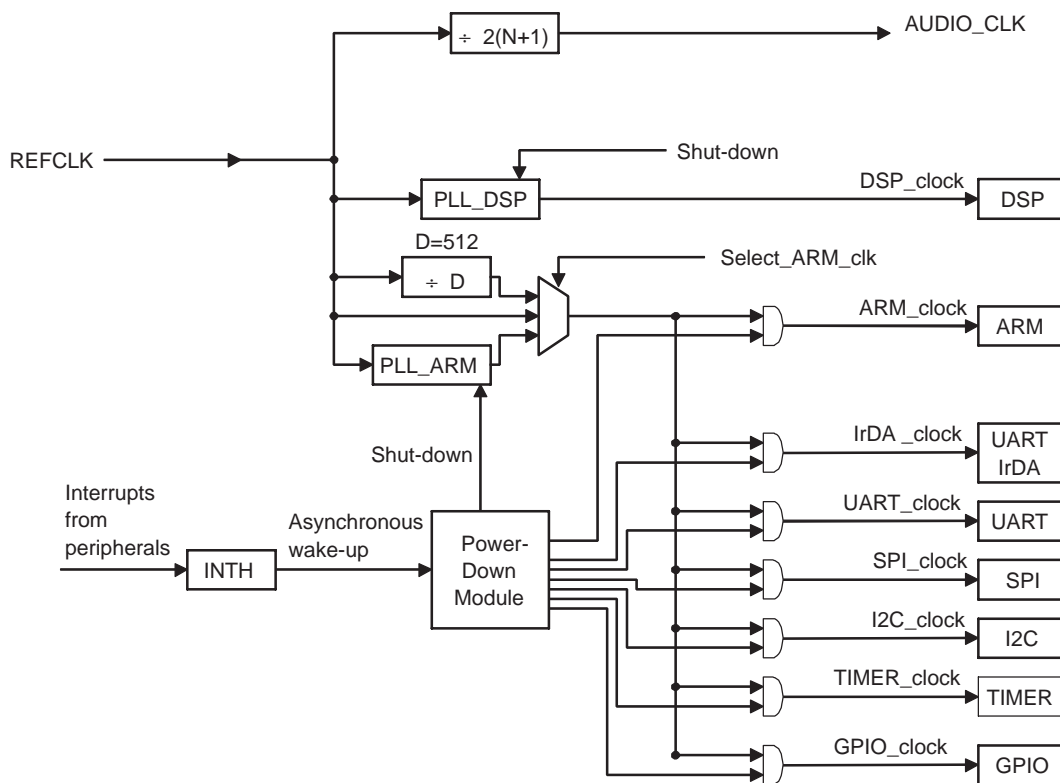 ÷ 2(N+1)
AUDIO_CLK
REFCLK
Shut-down
PLL_DSP
DSP_clock
DSP
D=512
÷ D
Select_ARM_clk
ARM_clock
ARM
PLL_ARM
Shut-down
IrDA _clock
UART
IrDA
Interrupts
from
peripherals
INTH
Asynchronous
wake-up
Power-
Down
Module
UART_clock
UART
SPI_clock
SPI
I2C_clock
I2C
TIMER_clock
TIMER
GPIO_clock
GPIO